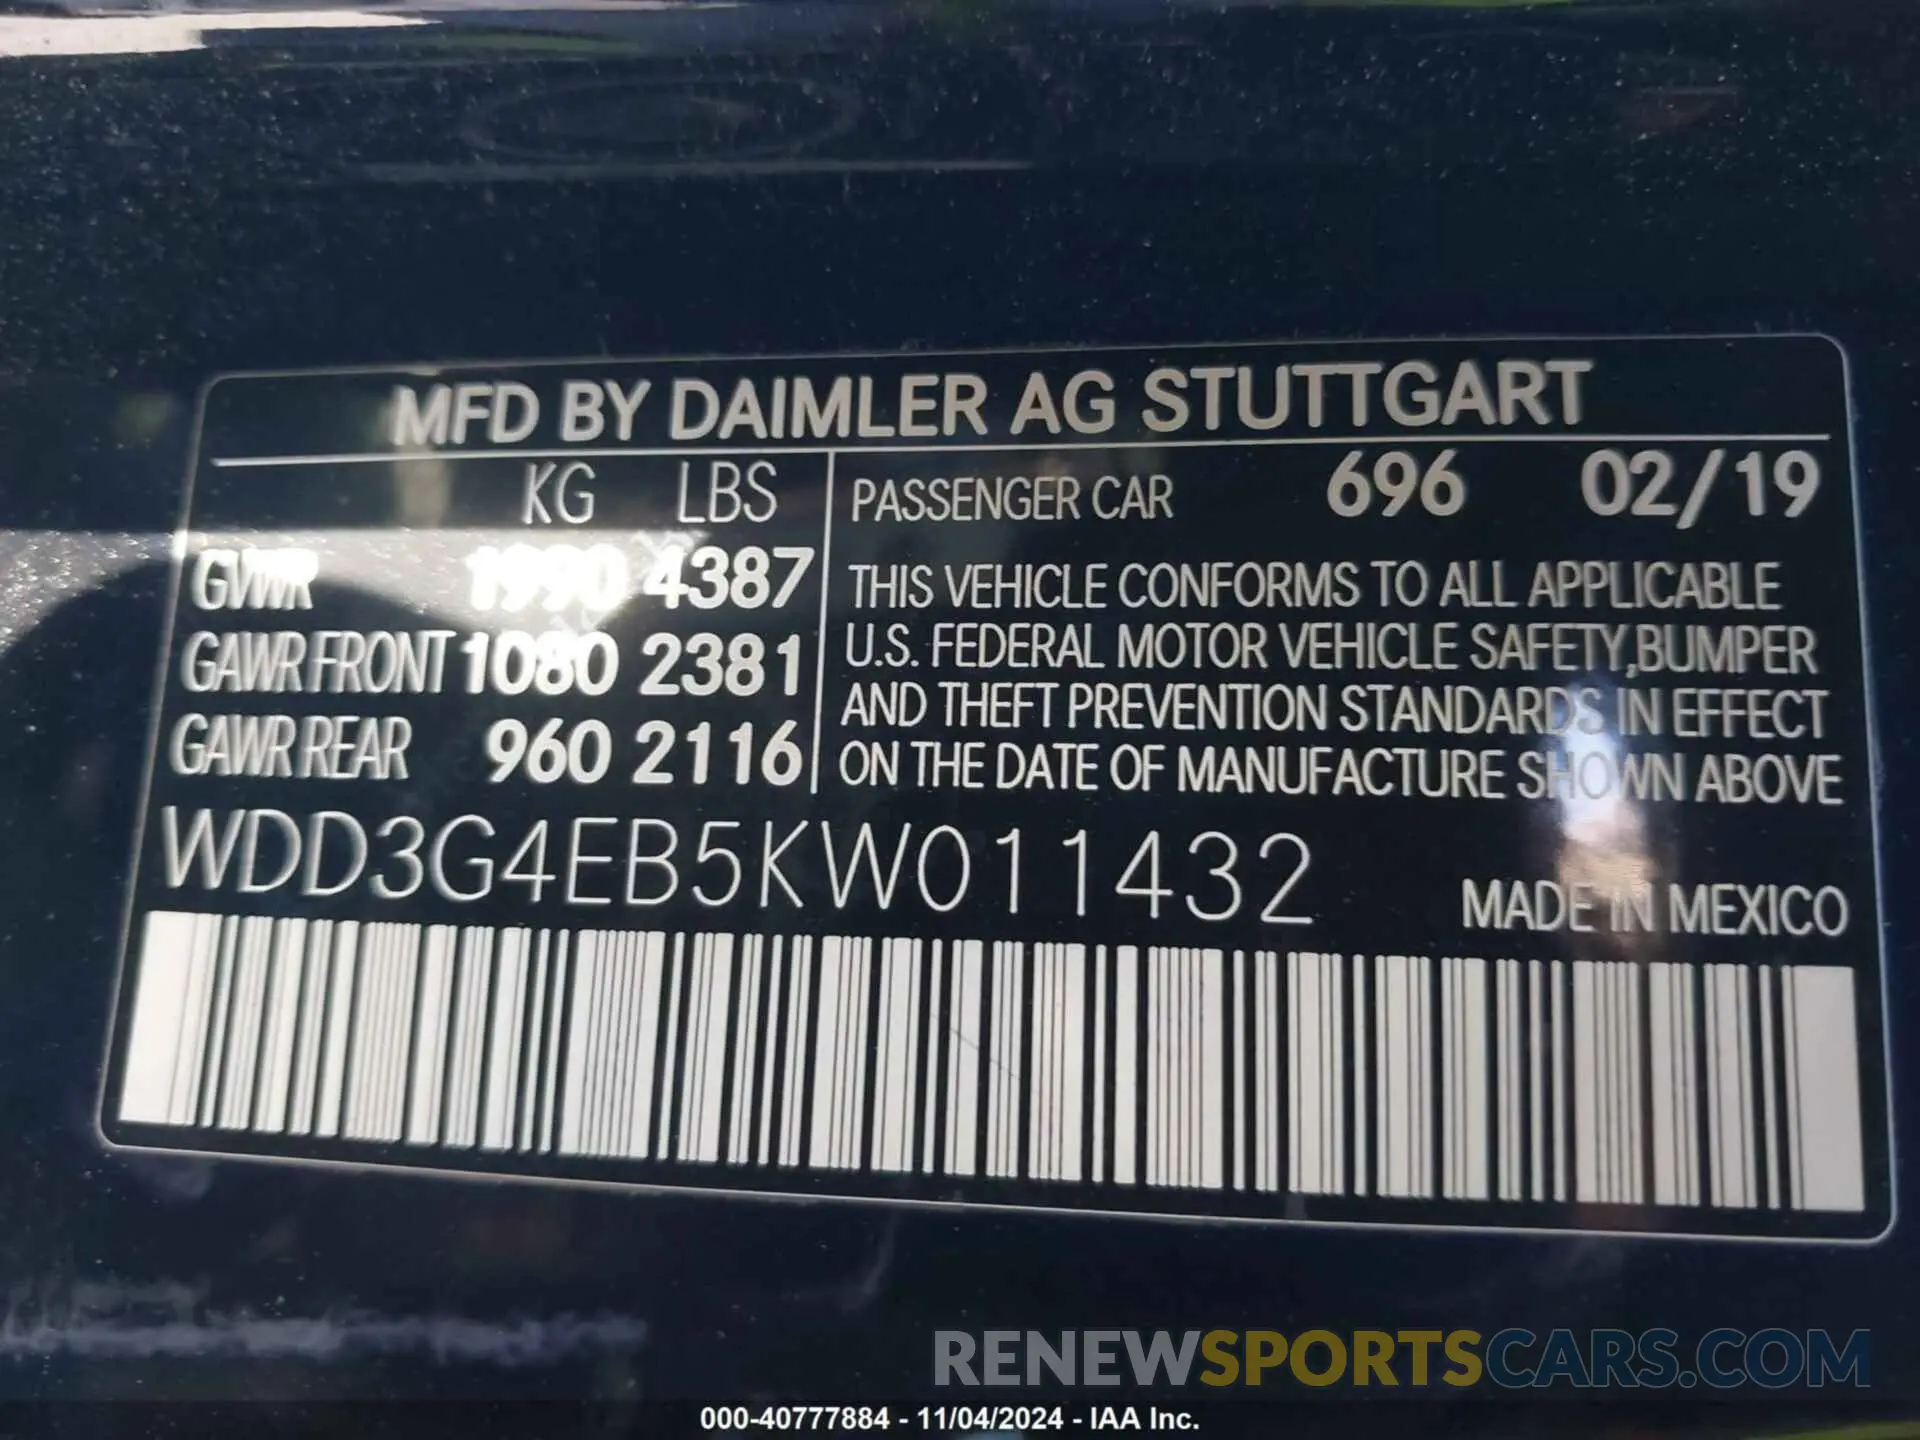 MFD BY DAIMLER AG STUTTGART
KG LBS
GVWR 1990 4387
GAWR FRONT 1080 2381
GAWR REAR 960 2116
PASSENGER CAR 696 02/19
THIS VEHICLE CONFORMS TO ALL APPLICABLE
U.S. FEDERAL MOTOR VEHICLE SAFETY,BUMPER
AND THEFT PREVENTION STANDARDS IN EFFECT
ON THE DATE OF MANUFACTURE SHOWN ABOVE
WDD3G4EB5KW011432
MADE IN MEXICO
RENEWSPORTSCARS.COM
000-40777884 - 11/04/2024 - IAA Inc.